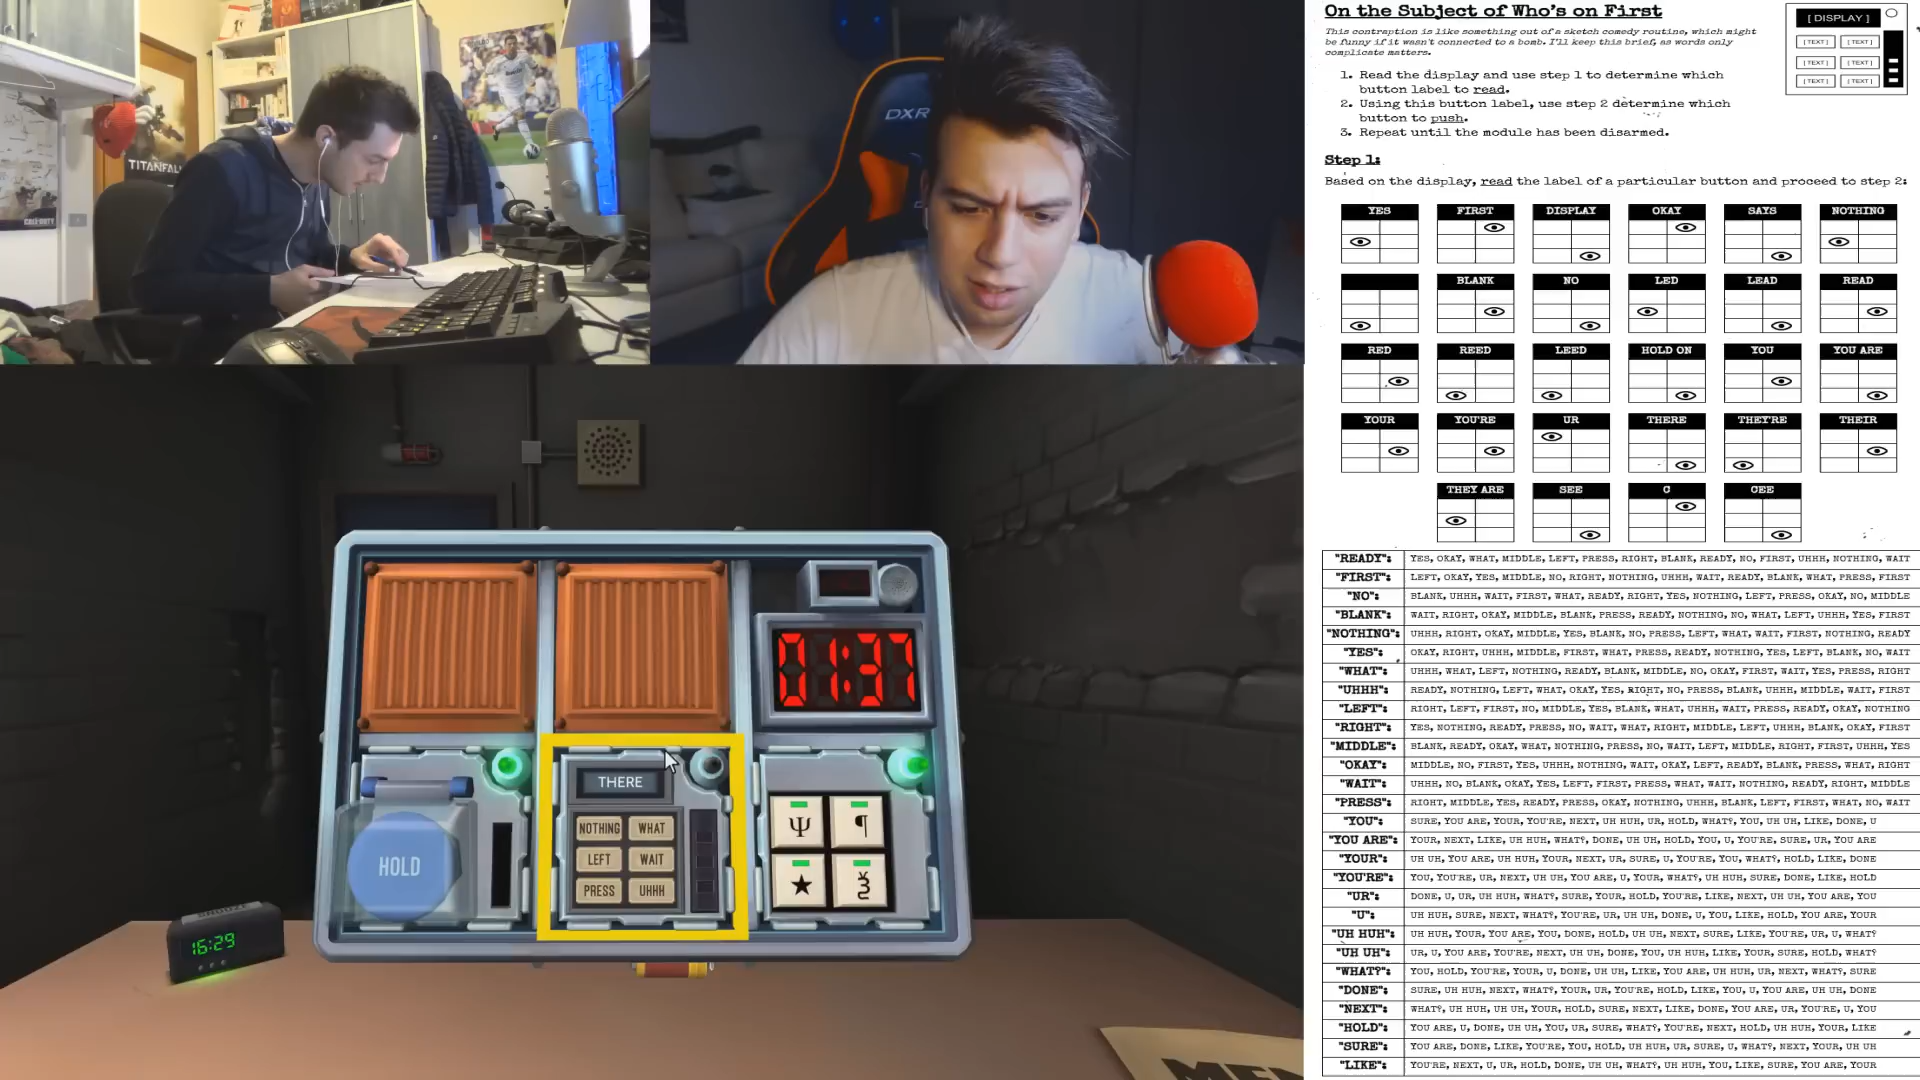 TITANFALL
RONALDO
CALL OF DUTY
DXR
On the Subject of Who's on First
This contraption is like something out of a sketch comedy routine, which might
be funny if it wasn't connected to a bomb. I'll keep this brief, as words only
complicate matters.
1. Read the display and use step 1 to determine which
button label to read.
2. Using this button label, use step 2 determine which
button to push.
3. Repeat until the module has been disarmed.
[ DISPLAY ]
[ TEXT ] [ TEXT ]
[ TEXT ] [ TEXT ]
[ TEXT ] [ TEXT ]
Step 1:
Based on the display, read the label of a particular button and proceed to step 2:
YES FIRST DISPLAY OKAY SAYS NOTHING
BLANK NO LED LEAD READ
RED REED LEED HOLD ON YOU YOU ARE
YOUR YOU'RE UR THERE THEY'RE THEIR
THEY ARE SEE C CEE
"READY": YES, OKAY, WHAT, MIDDLE, LEFT, PRESS, RIGHT, BLANK, READY, NO, FIRST, UHHH, NOTHING, WAIT
"FIRST": LEFT, OKAY, YES, MIDDLE, NO, RIGHT, NOTHING, UHHH, WAIT, READY, BLANK, WHAT, PRESS, FIRST
"NO": BLANK, UHHH, WAIT, FIRST, WHAT, READY, RIGHT, YES, NOTHING, LEFT, PRESS, OKAY, NO, MIDDLE
"BLANK": WAIT, RIGHT, OKAY, MIDDLE, BLANK, PRESS, READY, NOTHING, NO, WHAT, LEFT, UHHH, YES, FIRST
"NOTHING": UHHH, RIGHT, OKAY, MIDDLE, YES, BLANK, NO, PRESS, LEFT, WHAT, WAIT, FIRST, NOTHING, READY
"YES": OKAY, RIGHT, UHHH, MIDDLE, FIRST, WHAT, PRESS, READY, NOTHING, YES, LEFT, BLANK, NO, WAIT
"WHAT": UHHH, WHAT, LEFT, NOTHING, READY, BLANK, MIDDLE, NO, OKAY, FIRST, WAIT, YES, PRESS, RIGHT
"UHHH": READY, NOTHING, LEFT, WHAT, OKAY, YES, RIGHT, NO, PRESS, BLANK, UHHH, MIDDLE, WAIT, FIRST
"LEFT": RIGHT, LEFT, FIRST, NO, MIDDLE, YES, BLANK, WHAT, UHHH, WAIT, PRESS, READY, OKAY, NOTHING
"RIGHT": YES, NOTHING, READY, PRESS, NO, WAIT, WHAT, RIGHT, MIDDLE, LEFT, UHHH, BLANK, OKAY, FIRST
"MIDDLE": BLANK, READY, OKAY, WHAT, NOTHING, PRESS, NO, WAIT, LEFT, MIDDLE, RIGHT, FIRST, UHHH, YES
"OKAY": MIDDLE, NO, FIRST, YES, UHHH, NOTHING, WAIT, OKAY, LEFT, READY, BLANK, PRESS, WHAT, RIGHT
"WAIT": UHHH, NO, BLANK, OKAY, YES, LEFT, FIRST, PRESS, WHAT, WAIT, NOTHING, READY, RIGHT, MIDDLE
"PRESS": RIGHT, MIDDLE, YES, READY, PRESS, OKAY, NOTHING, UHHH, BLANK, LEFT, FIRST, WHAT, NO, WAIT
"YOU": SURE, YOU ARE, YOUR, YOU'RE, NEXT, UH HUH, UR, HOLD, WHAT?, YOU, UH UH, LIKE, DONE, U
"YOU ARE": YOUR, NEXT, LIKE, UH HUH, WHAT?, DONE, UH UH, HOLD, YOU, U, YOU'RE, SURE, UR, YOU ARE
"YOUR": UH UH, YOU ARE, UH HUH, YOUR, NEXT, UR, SURE, U, YOU'RE, YOU, WHAT?, HOLD, LIKE, DONE
"YOU'RE": YOU, YOU'RE, UR, NEXT, UH UH, YOU ARE, U, YOUR, WHAT?, UH HUH, SURE, DONE, LIKE, HOLD
"UR": DONE, U, UR, UH HUH, WHAT?, SURE, YOUR, HOLD, YOU'RE, LIKE, NEXT, UH UH, YOU ARE, YOU
"U": UH HUH, SURE, NEXT, WHAT?, YOU'RE, UR, UH UH, DONE, U, YOU, LIKE, HOLD, YOU ARE, YOUR
"UH HUH": UH HUH, YOUR, YOU ARE, YOU, DONE, HOLD, UH UH, NEXT, SURE, LIKE, YOU'RE, UR, U, WHAT?
"UH UH": UR, U, YOU ARE, YOU'RE, NEXT, UH UH, DONE, YOU, UH HUH, LIKE, YOUR, SURE, HOLD, WHAT?
"WHAT?": YOU, HOLD, YOU'RE, YOUR, U, DONE, UH UH, LIKE, YOU ARE, UH HUH, UR, NEXT, WHAT?, SURE
"DONE": SURE, UH HUH, NEXT, WHAT?, YOUR, UR, YOU'RE, HOLD, LIKE, YOU, U, YOU ARE, UH UH, DONE
"NEXT": WHAT?, UH HUH, UH UH, YOUR, HOLD, SURE, NEXT, LIKE, DONE, YOU ARE, UR, YOU'RE, U, YOU
"HOLD": YOU ARE, U, DONE, UH UH, YOU, UR, SURE, WHAT?, YOU'RE, NEXT, HOLD, UH HUH, YOUR, LIKE
"SURE": YOU ARE, DONE, LIKE, YOU'RE, YOU, HOLD, UH HUH, UR, SURE, U, WHAT?, NEXT, YOUR, UH UH
"LIKE": YOU'RE, NEXT, U, UR, HOLD, DONE, UH UH, WHAT?, UH HUH, YOU, LIKE, SURE, YOU ARE, YOUR
01:37
THERE
NOTHING WHAT
LEFT WAIT
PRESS UHHH
HOLD
Ψ ¶
★ Ѯ
SNOOZE
16:29